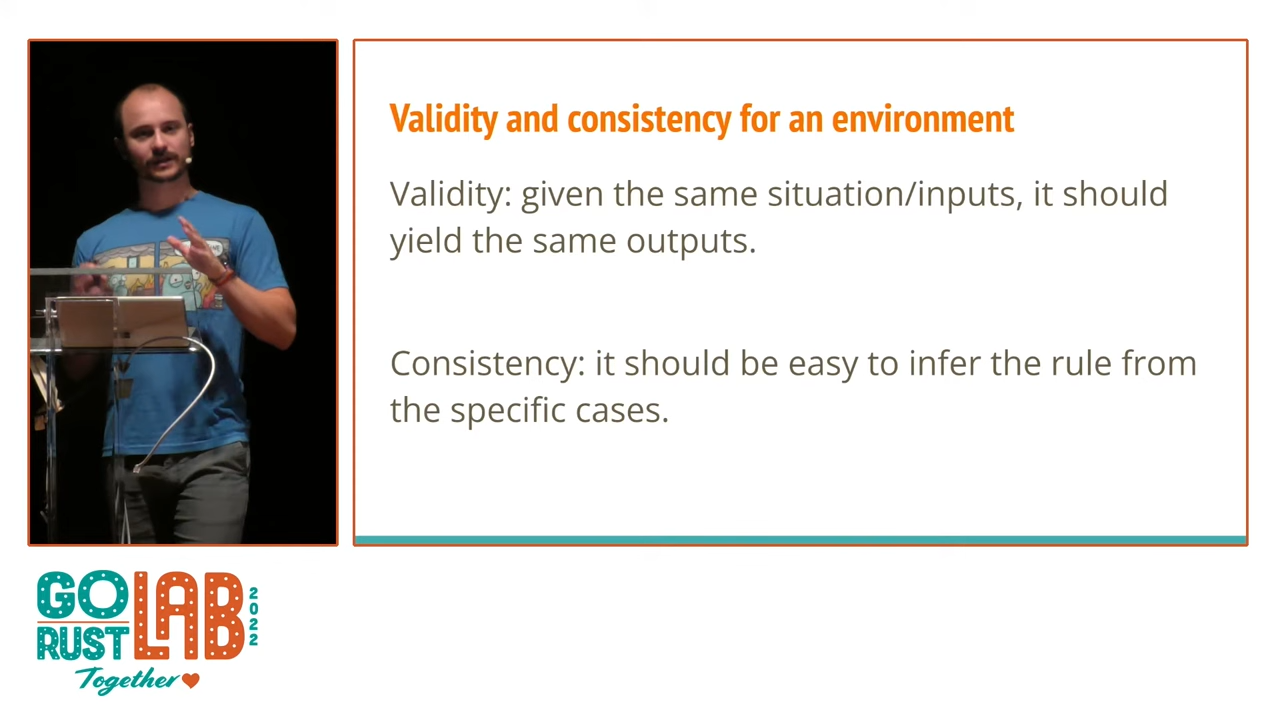 Validity and consistency for an environment
Validity: given the same situation/inputs, it should
yield the same outputs.
Consistency: it should be easy to infer the rule from
the specific cases.
GO
RUST
LAB
2022
Together